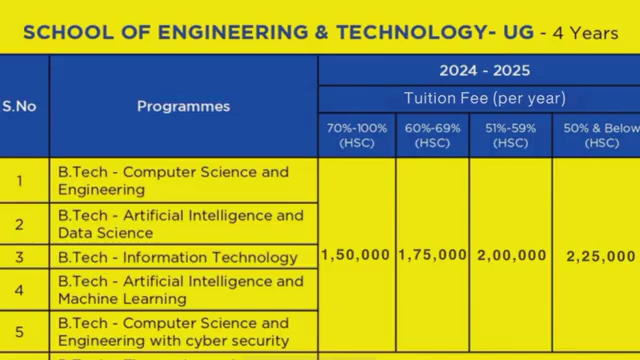 SCHOOL OF ENGINEERING & TECHNOLOGY- UG - 4 Years
S.No
Programmes
2024 - 2025
Tuition Fee (per year)
70%-100%
(HSC)
60%-69%
(HSC)
51%-59%
(HSC)
50% & Below
(HSC)
1
B.Tech - Computer Science and
Engineering
2
B.Tech - Artificial Intelligence and
Data Science
3
B.Tech - Information Technology
4
B.Tech - Artificial Intelligence and
Machine Learning
5
B.Tech - Computer Science and
Engineering with cyber security
1,50,000
1,75,000
2,00,000
2,25,000